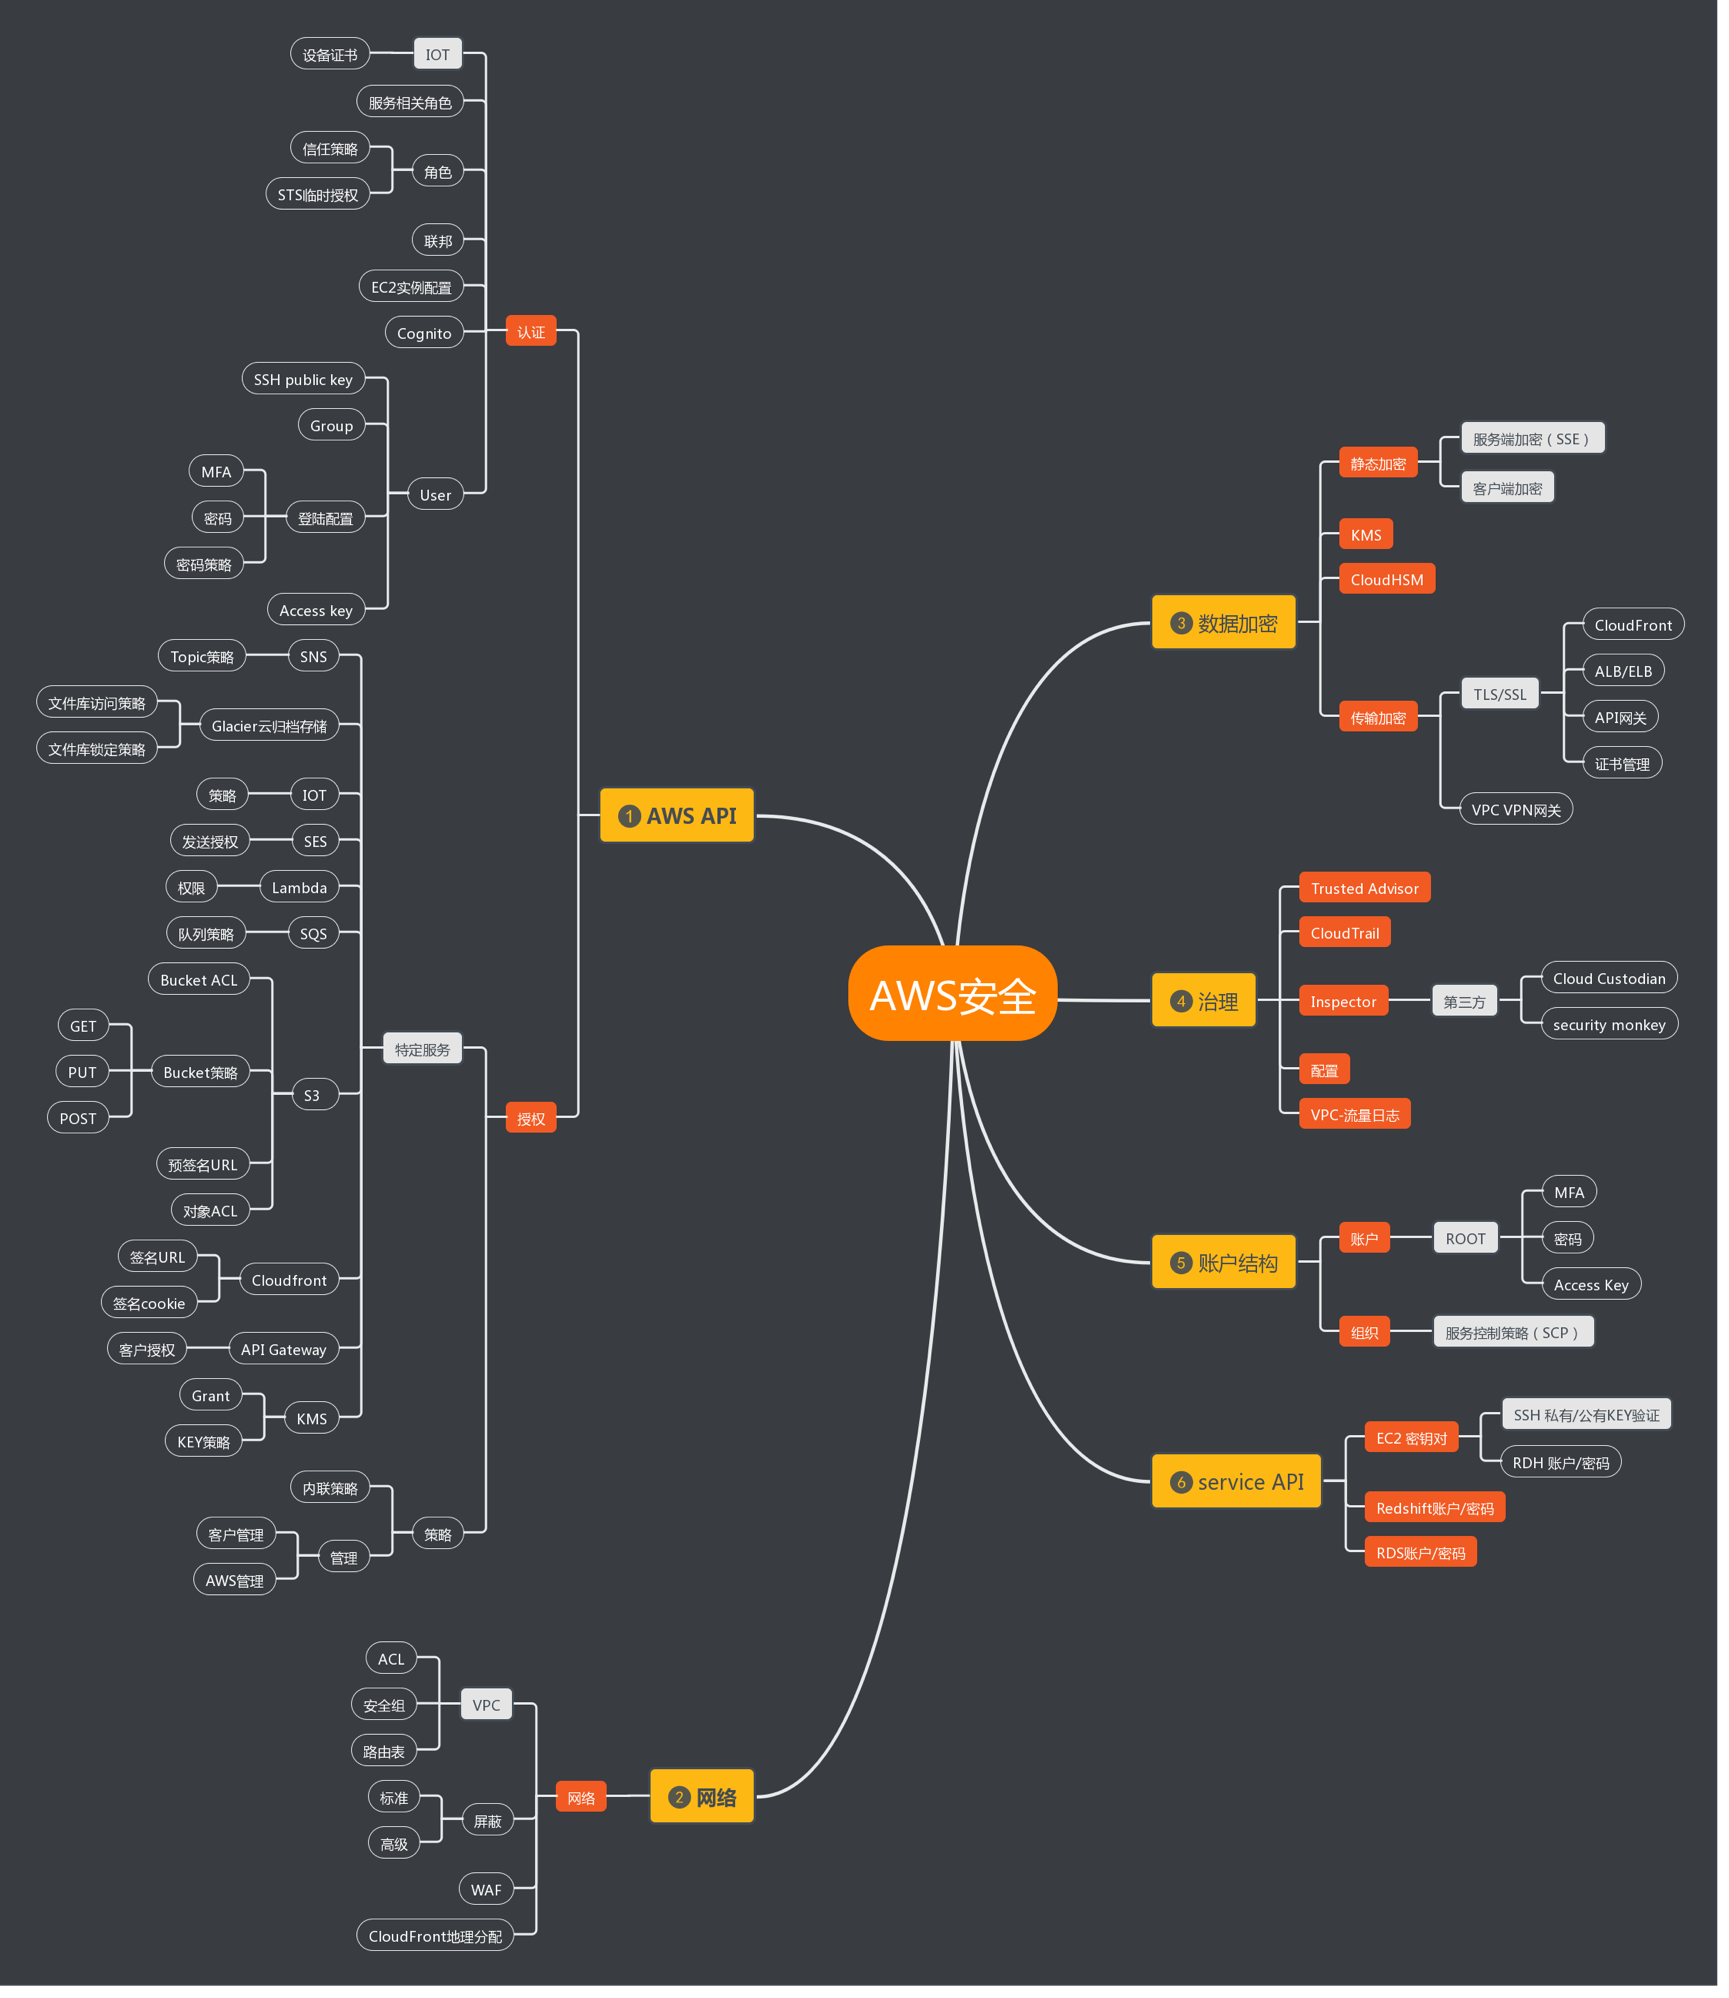 AWS安全
1 AWS API
认证
IOT
设备证书
服务相关角色
角色
信任策略
STS临时授权
联邦
EC2实例配置
Cognito
User
SSH public key
Group
登陆配置
MFA
密码
密码策略
Access key
授权
特定服务
SNS
Topic策略
Glacier云归档存储
文件库访问策略
文件库锁定策略
IOT
策略
SES
发送授权
Lambda
权限
SQS
队列策略
S3
Bucket ACL
Bucket策略
GET
PUT
POST
预签名URL
对象ACL
Cloudfront
签名URL
签名cookie
API Gateway
客户授权
KMS
Grant
KEY策略
策略
内联策略
管理
客户管理
AWS管理
2 网络
网络
VPC
ACL
安全组
路由表
屏蔽
标准
高级
WAF
CloudFront地理分配
3 数据加密
静态加密
服务端加密（SSE）
客户端加密
KMS
CloudHSM
传输加密
TLS/SSL
CloudFront
ALB/ELB
API网关
证书管理
VPC VPN网关
4 治理
Trusted Advisor
CloudTrail
Inspector
第三方
Cloud Custodian
security monkey
配置
VPC-流量日志
5 账户结构
账户
ROOT
MFA
密码
Access Key
组织
服务控制策略（SCP）
6 service API
EC2 密钥对
SSH 私有/公有KEY验证
RDH 账户/密码
Redshift账户/密码
RDS账户/密码